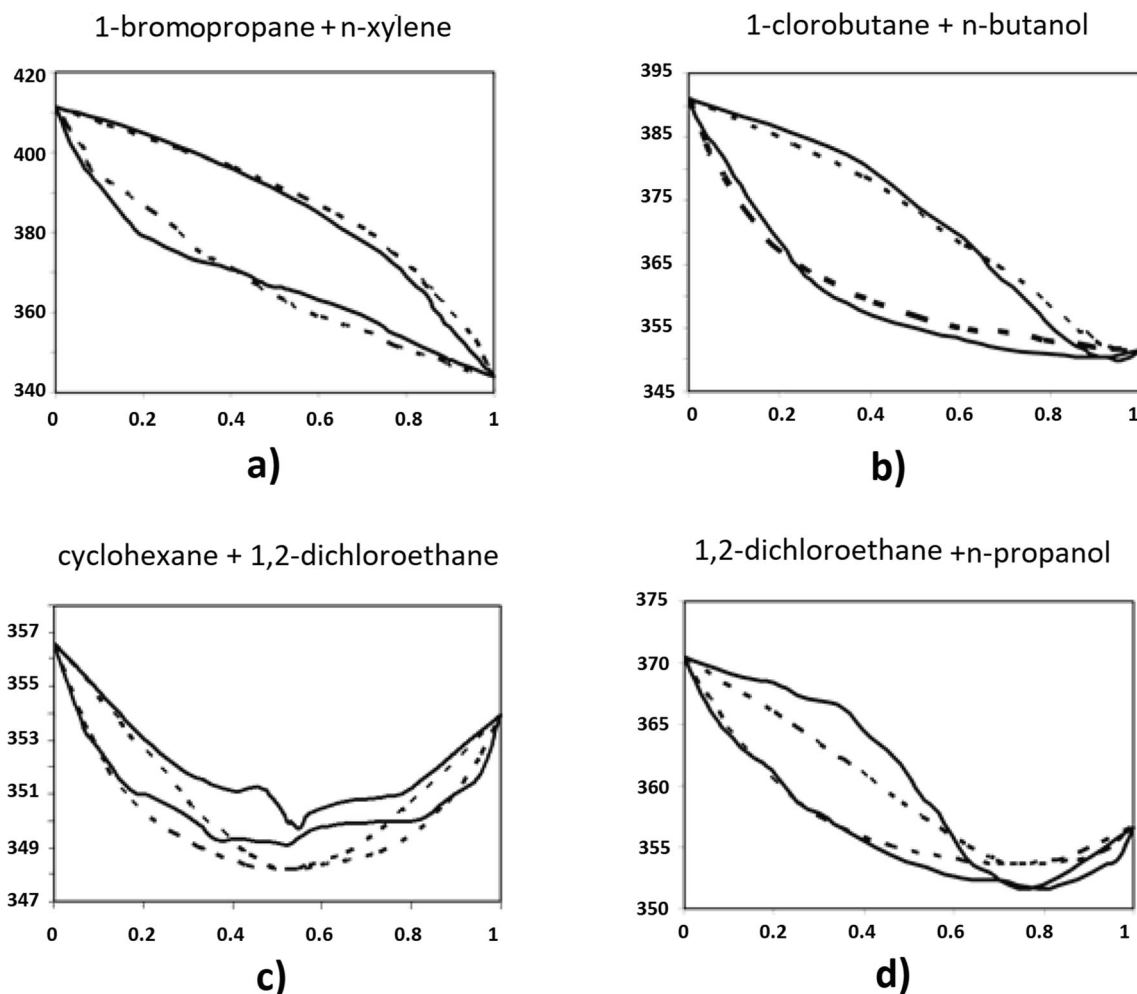 1-bromopropane + n-xylene
420
400
380
360
340
0 0.2 0.4 0.6 0.8 1
a)
1-clorobutane + n-butanol
395
385
375
365
355
345
0 0.2 0.4 0.6 0.8 1
b)
cyclohexane + 1,2-dichloroethane
357
355
353
351
349
347
0 0.2 0.4 0.6 0.8 1
c)
1,2-dichloroethane +n-propanol
375
370
365
360
355
350
0 0.2 0.4 0.6 0.8 1
d)